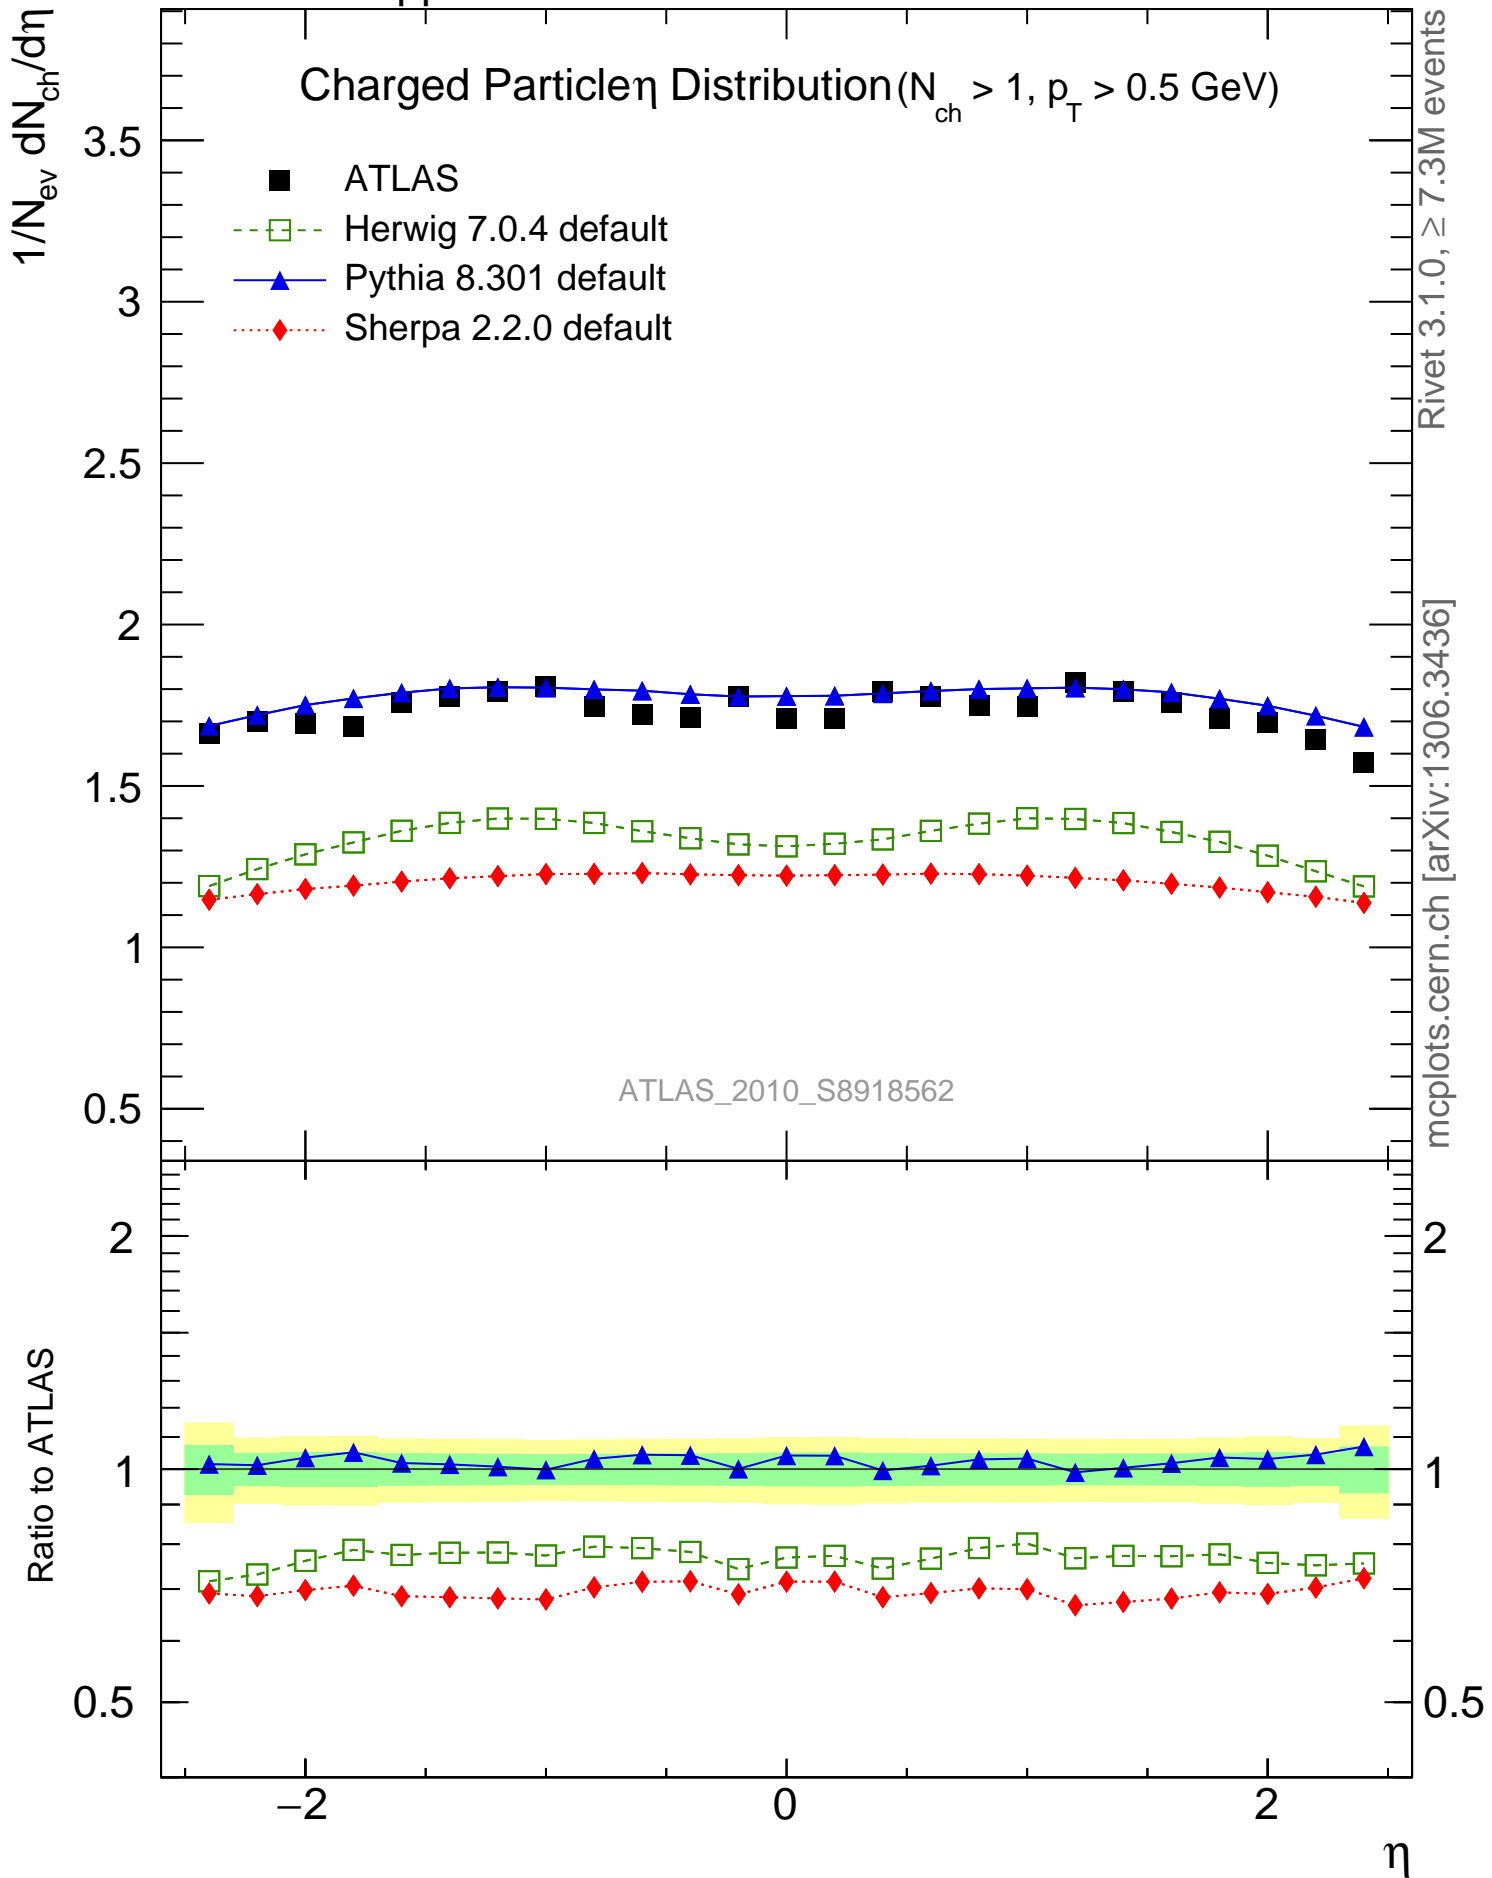 pp
1/N_ev dN_ch/dη
Charged Particleη Distribution(N_ch > 1, p_T > 0.5 GeV)
ATLAS
Herwig 7.0.4 default
Pythia 8.301 default
Sherpa 2.2.0 default
3.5
3
2.5
2
1.5
1
0.5
ATLAS_2010_S8918562
Rivet 3.1.0, ≥ 7.3M events
mcplots.cern.ch [arXiv:1306.3436]
Ratio to ATLAS
2
1
0.5
2
1
0.5
−2
0
2
η